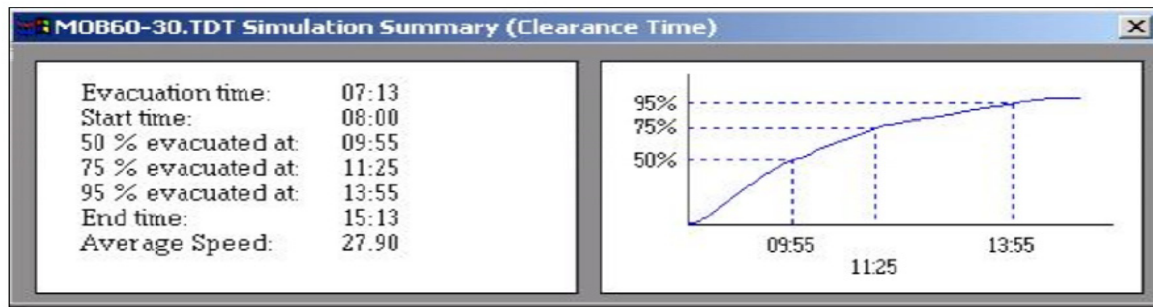 MOB60-30.TDT Simulation Summary (Clearance Time)
Evacuation time: 07:13
Start time: 08:00
50 % evacuated at: 09:55
75 % evacuated at: 11:25
95 % evacuated at: 13:55
End time: 15:13
Average Speed: 27.90
95%
75%
50%
09:55 13:55
11:25